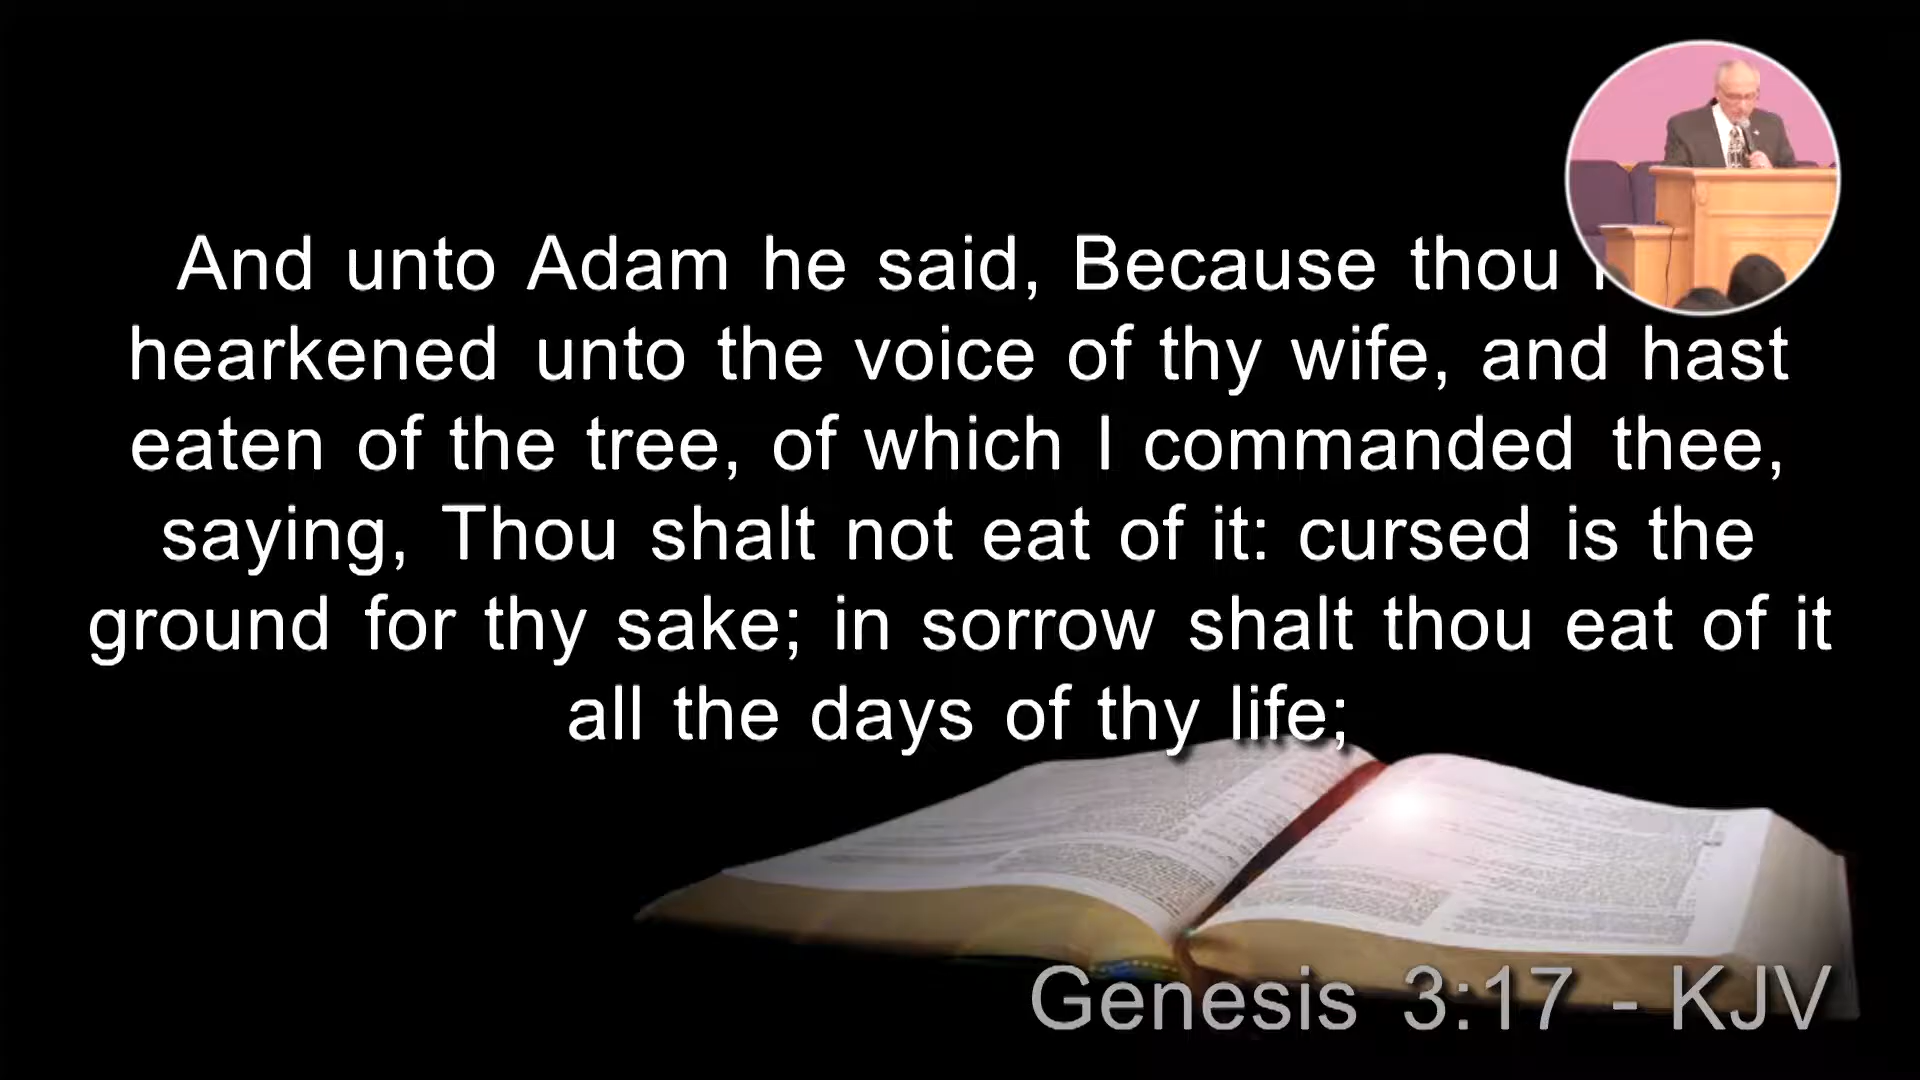 And unto Adam he said, Because thou
hearkened unto the voice of thy wife, and hast
eaten of the tree, of which I commanded thee,
saying, Thou shalt not eat of it: cursed is the
ground for thy sake; in sorrow shalt thou eat of it
all the days of thy life;
Genesis 3:17 - KJV